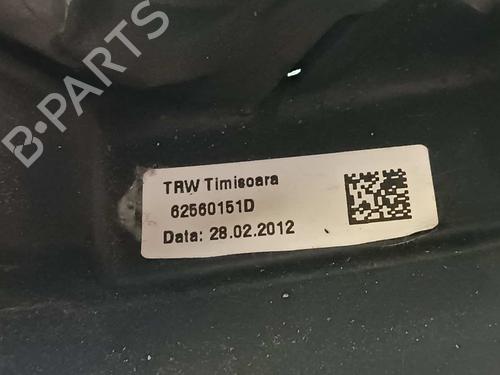 B-PARTS
TRW Timisoara
62560151D
Data: 28.02.2012